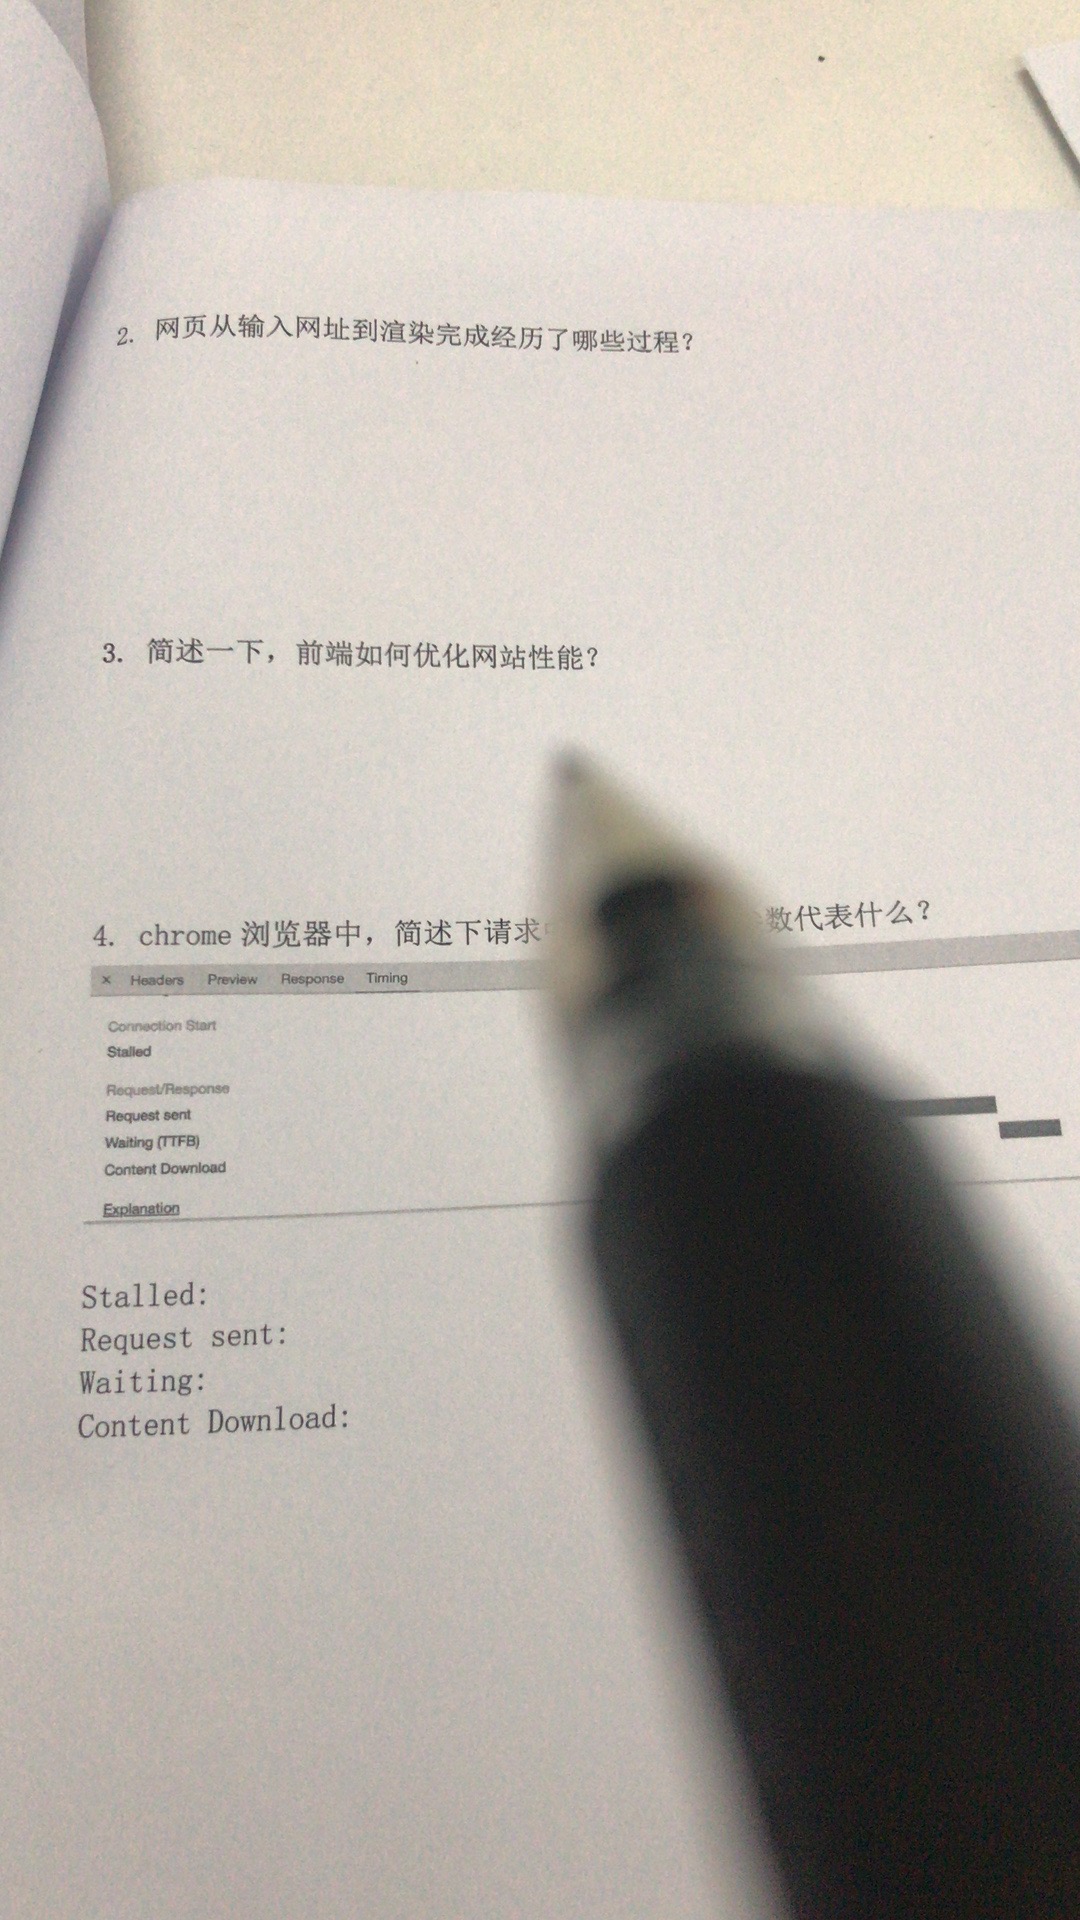 2. 网页从输入网址到渲染完成经历了哪些过程？
3. 简述一下，前端如何优化网站性能？
4. chrome 浏览器中，简述下请求 数代表什么？
× Headers Preview Response Timing
Connection Start
Stalled
Request/Response
Request sent
Waiting (TTFB)
Content Download
Explanation
Stalled:
Request sent:
Waiting:
Content Download: